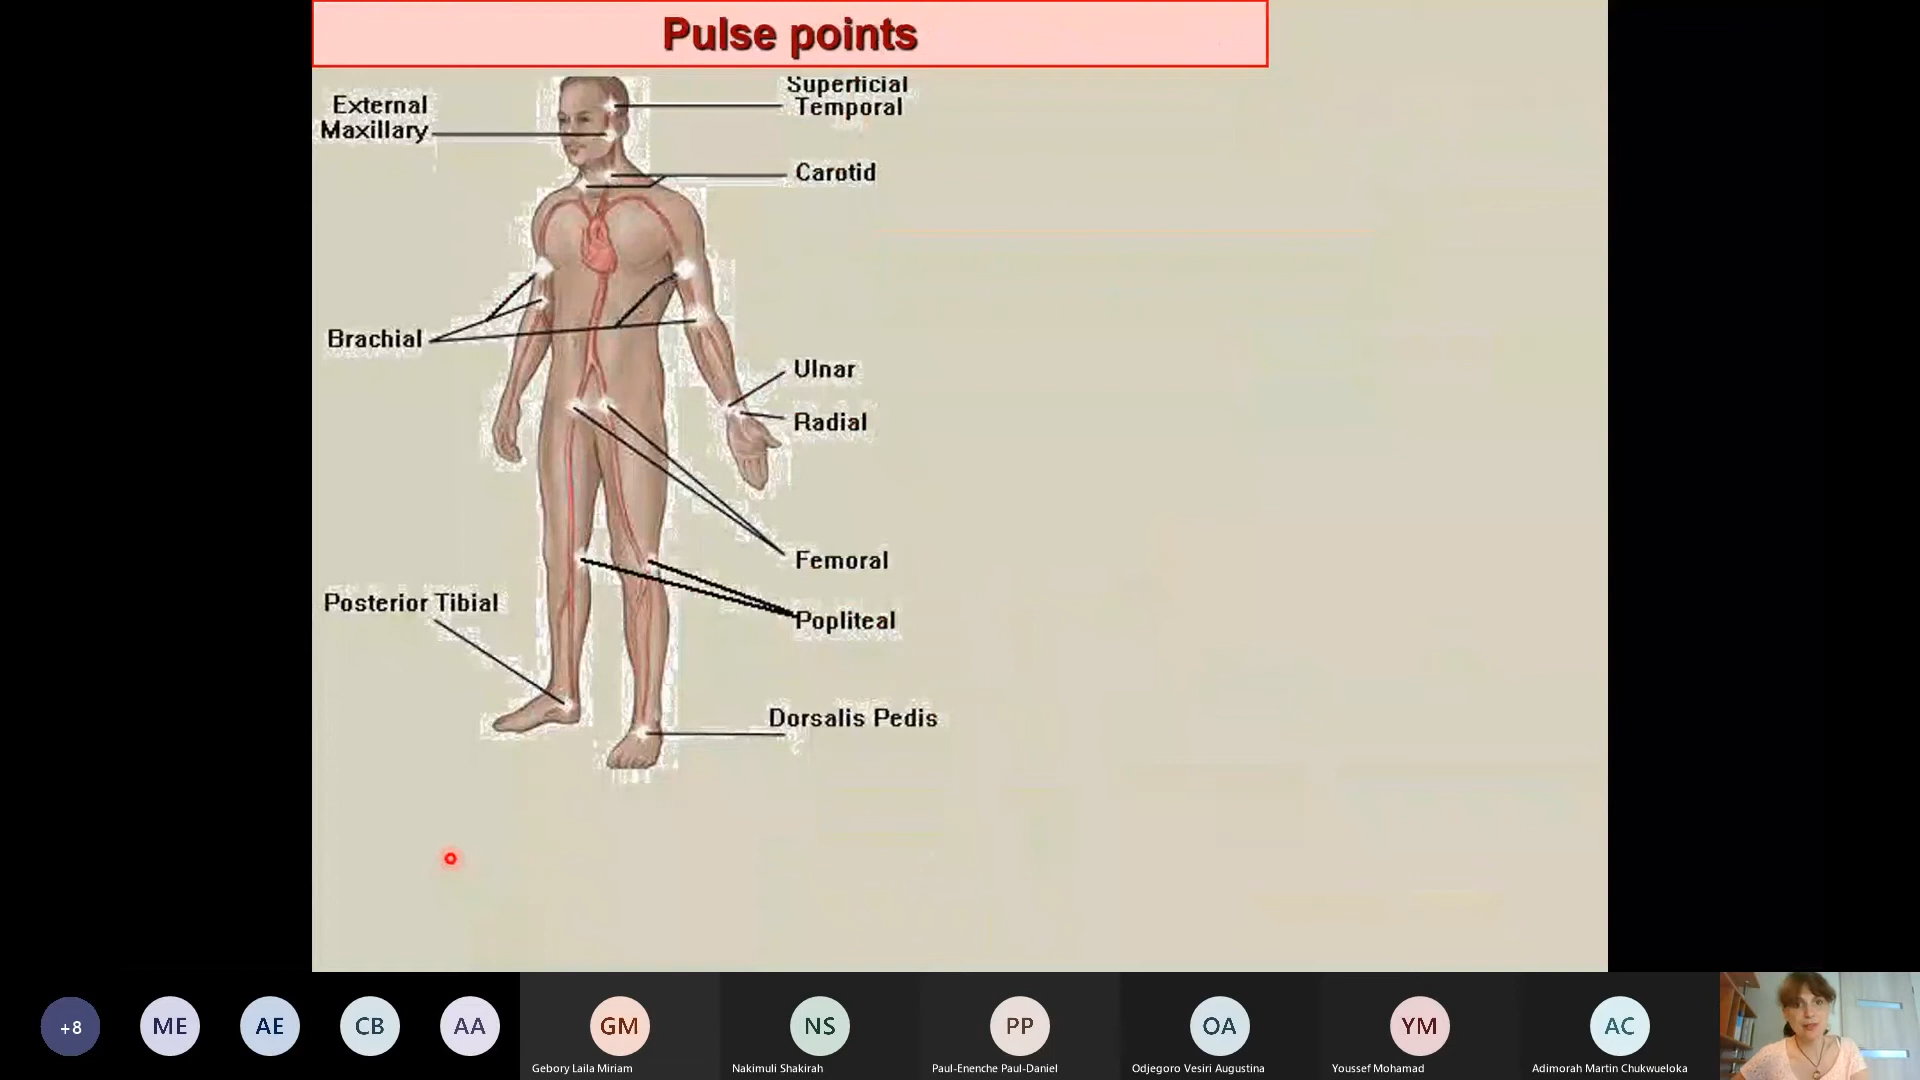 Pulse points
Superficial
Temporal
External
Maxillary
Carotid
Brachial
Ulnar
Radial
Femoral
Popliteal
Posterior Tibial
Dorsalis Pedis
+8
ME
AE
CB
AA
GM
NS
PP
OA
YM
AC
Gebory Laila Miriam
Nakimuli Shakirah
Paul-Enenche Paul-Daniel
Odjegoro Vesiri Augustina
Youssef Mohamad
Adimorah Martin Chukwueloka